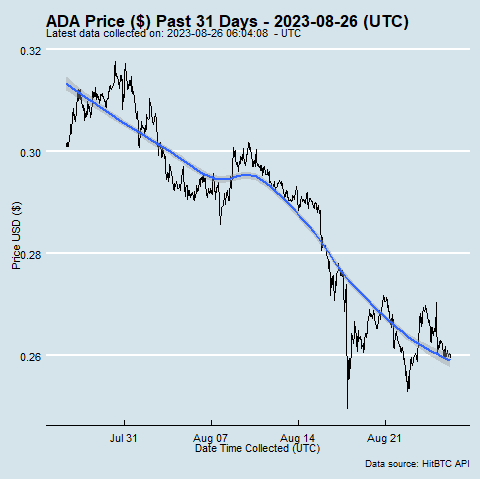 ADA Price ($) Past 31 Days - 2023-08-26 (UTC)
Latest data collected on: 2023-08-26 06:04:08  - UTC
0.32
0.30
0.28
0.26
Price USD ($)
Jul 31
Aug 07
Aug 14
Aug 21
Date Time Collected (UTC)
Data source: HitBTC API